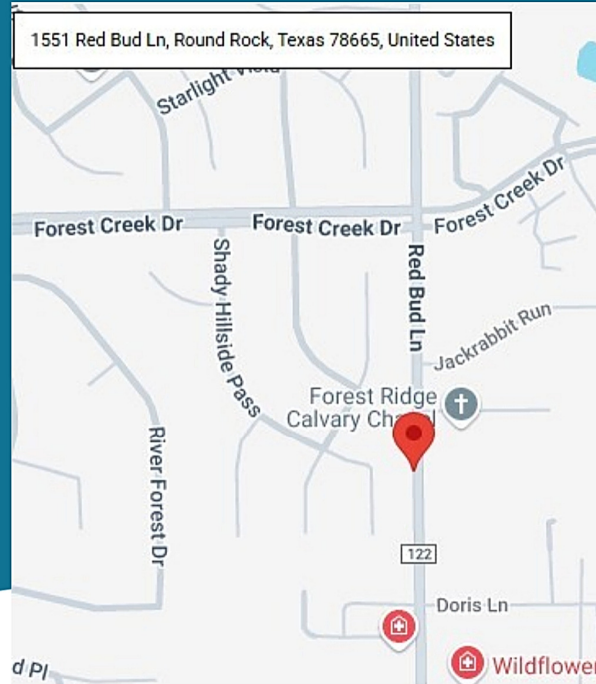 1551 Red Bud Ln, Round Rock, Texas 78665, United States
Starlight Vista
Forest Creek Dr
Forest Creek Dr
Forest Creek Dr
Shady Hillside Pass
Red Bud Ln
Jackrabbit Run
Forest Ridge
Calvary Chapel
River Forest Dr
122
Doris Ln
Wildflower
d Pl